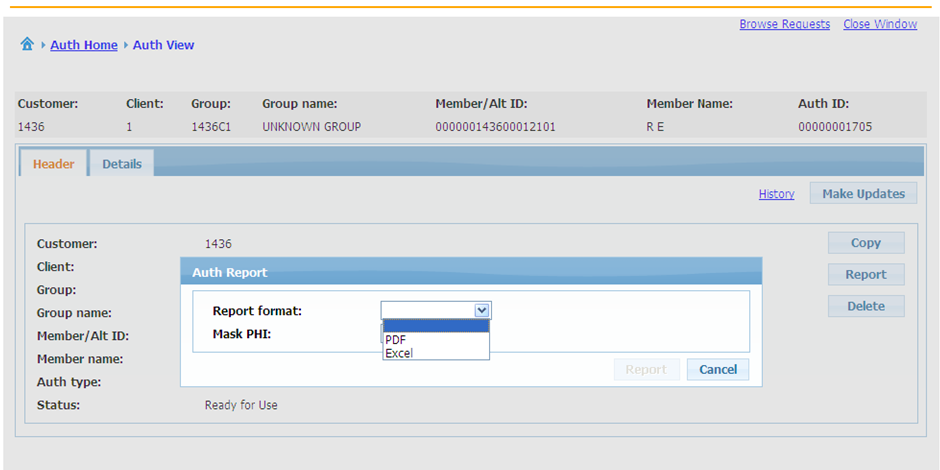 Browse Requests Close Window
Auth Home Auth View
Customer: Client: Group: Group name: Member/Alt ID: Member Name: Auth ID:
1436 1 1436C1 UNKNOWN GROUP 000000143600012101 R E 00000001705
Header Details
History Make Updates
Customer: 1436 Copy
Client:
Auth Report
Report
Group:
Group name:
Report format:
Delete
Member/Alt ID:
Mask PHI:
PDF
Member name:
Excel
Report Cancel
Auth type:
Status: Ready for Use